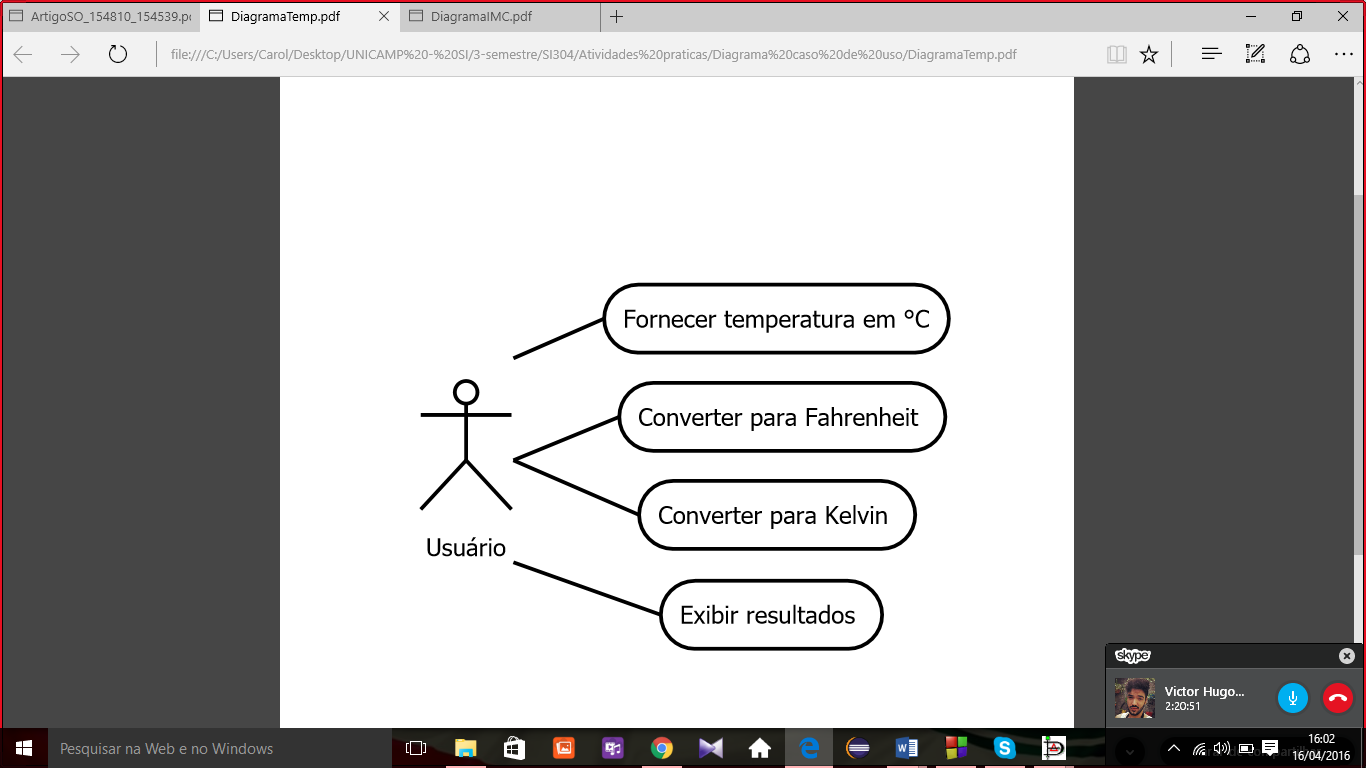 ArtigoSO_154810_154539.pd
DiagramaTemp.pdf
DiagramaIMC.pdf
file:///C:/Users/Carol/Desktop/UNICAMP%20-%20SI/3-semestre/SI304/Atividades%20praticas/Diagrama%20caso%20de%20uso/DiagramaTemp.pdf
Fornecer temperatura em °C
Converter para Fahrenheit
Converter para Kelvin
Usuário
Exibir resultados
skype
Victor Hugo...
2:20:51
Pesquisar na Web e no Windows
16:02
16/04/2016